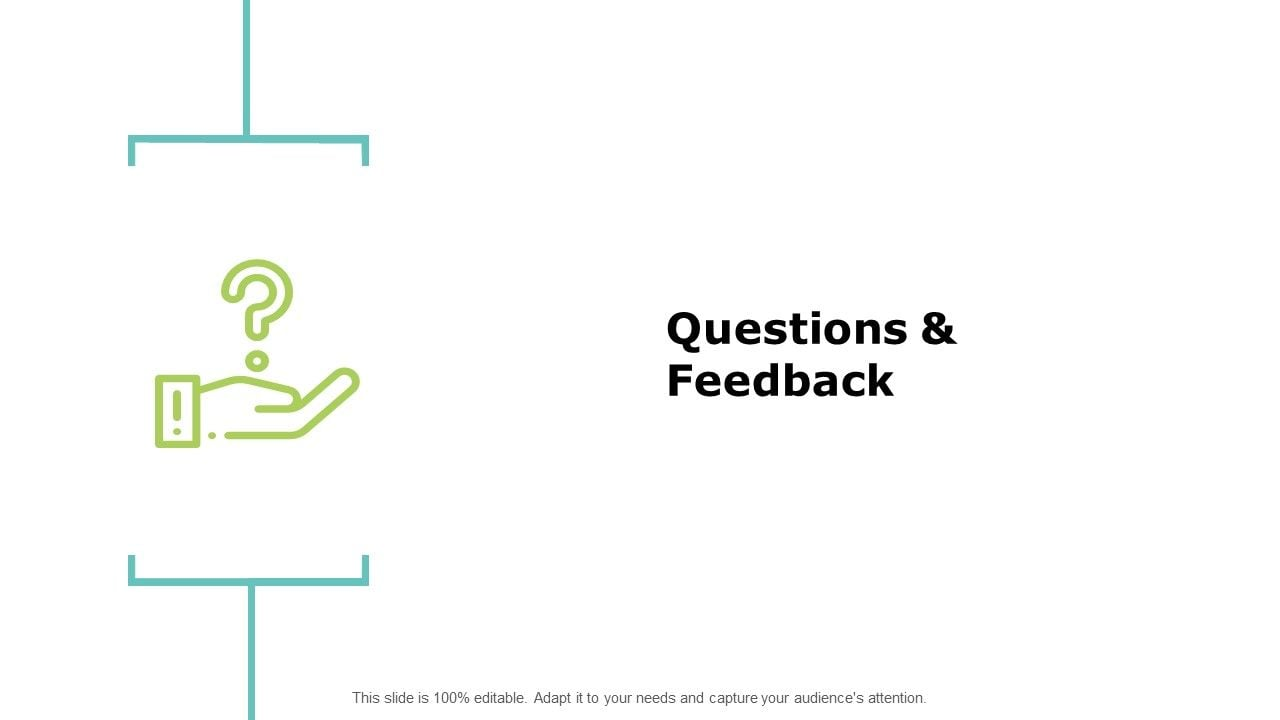 Questions &
Feedback
This slide is 100% editable. Adapt it to your needs and capture your audience's attention.